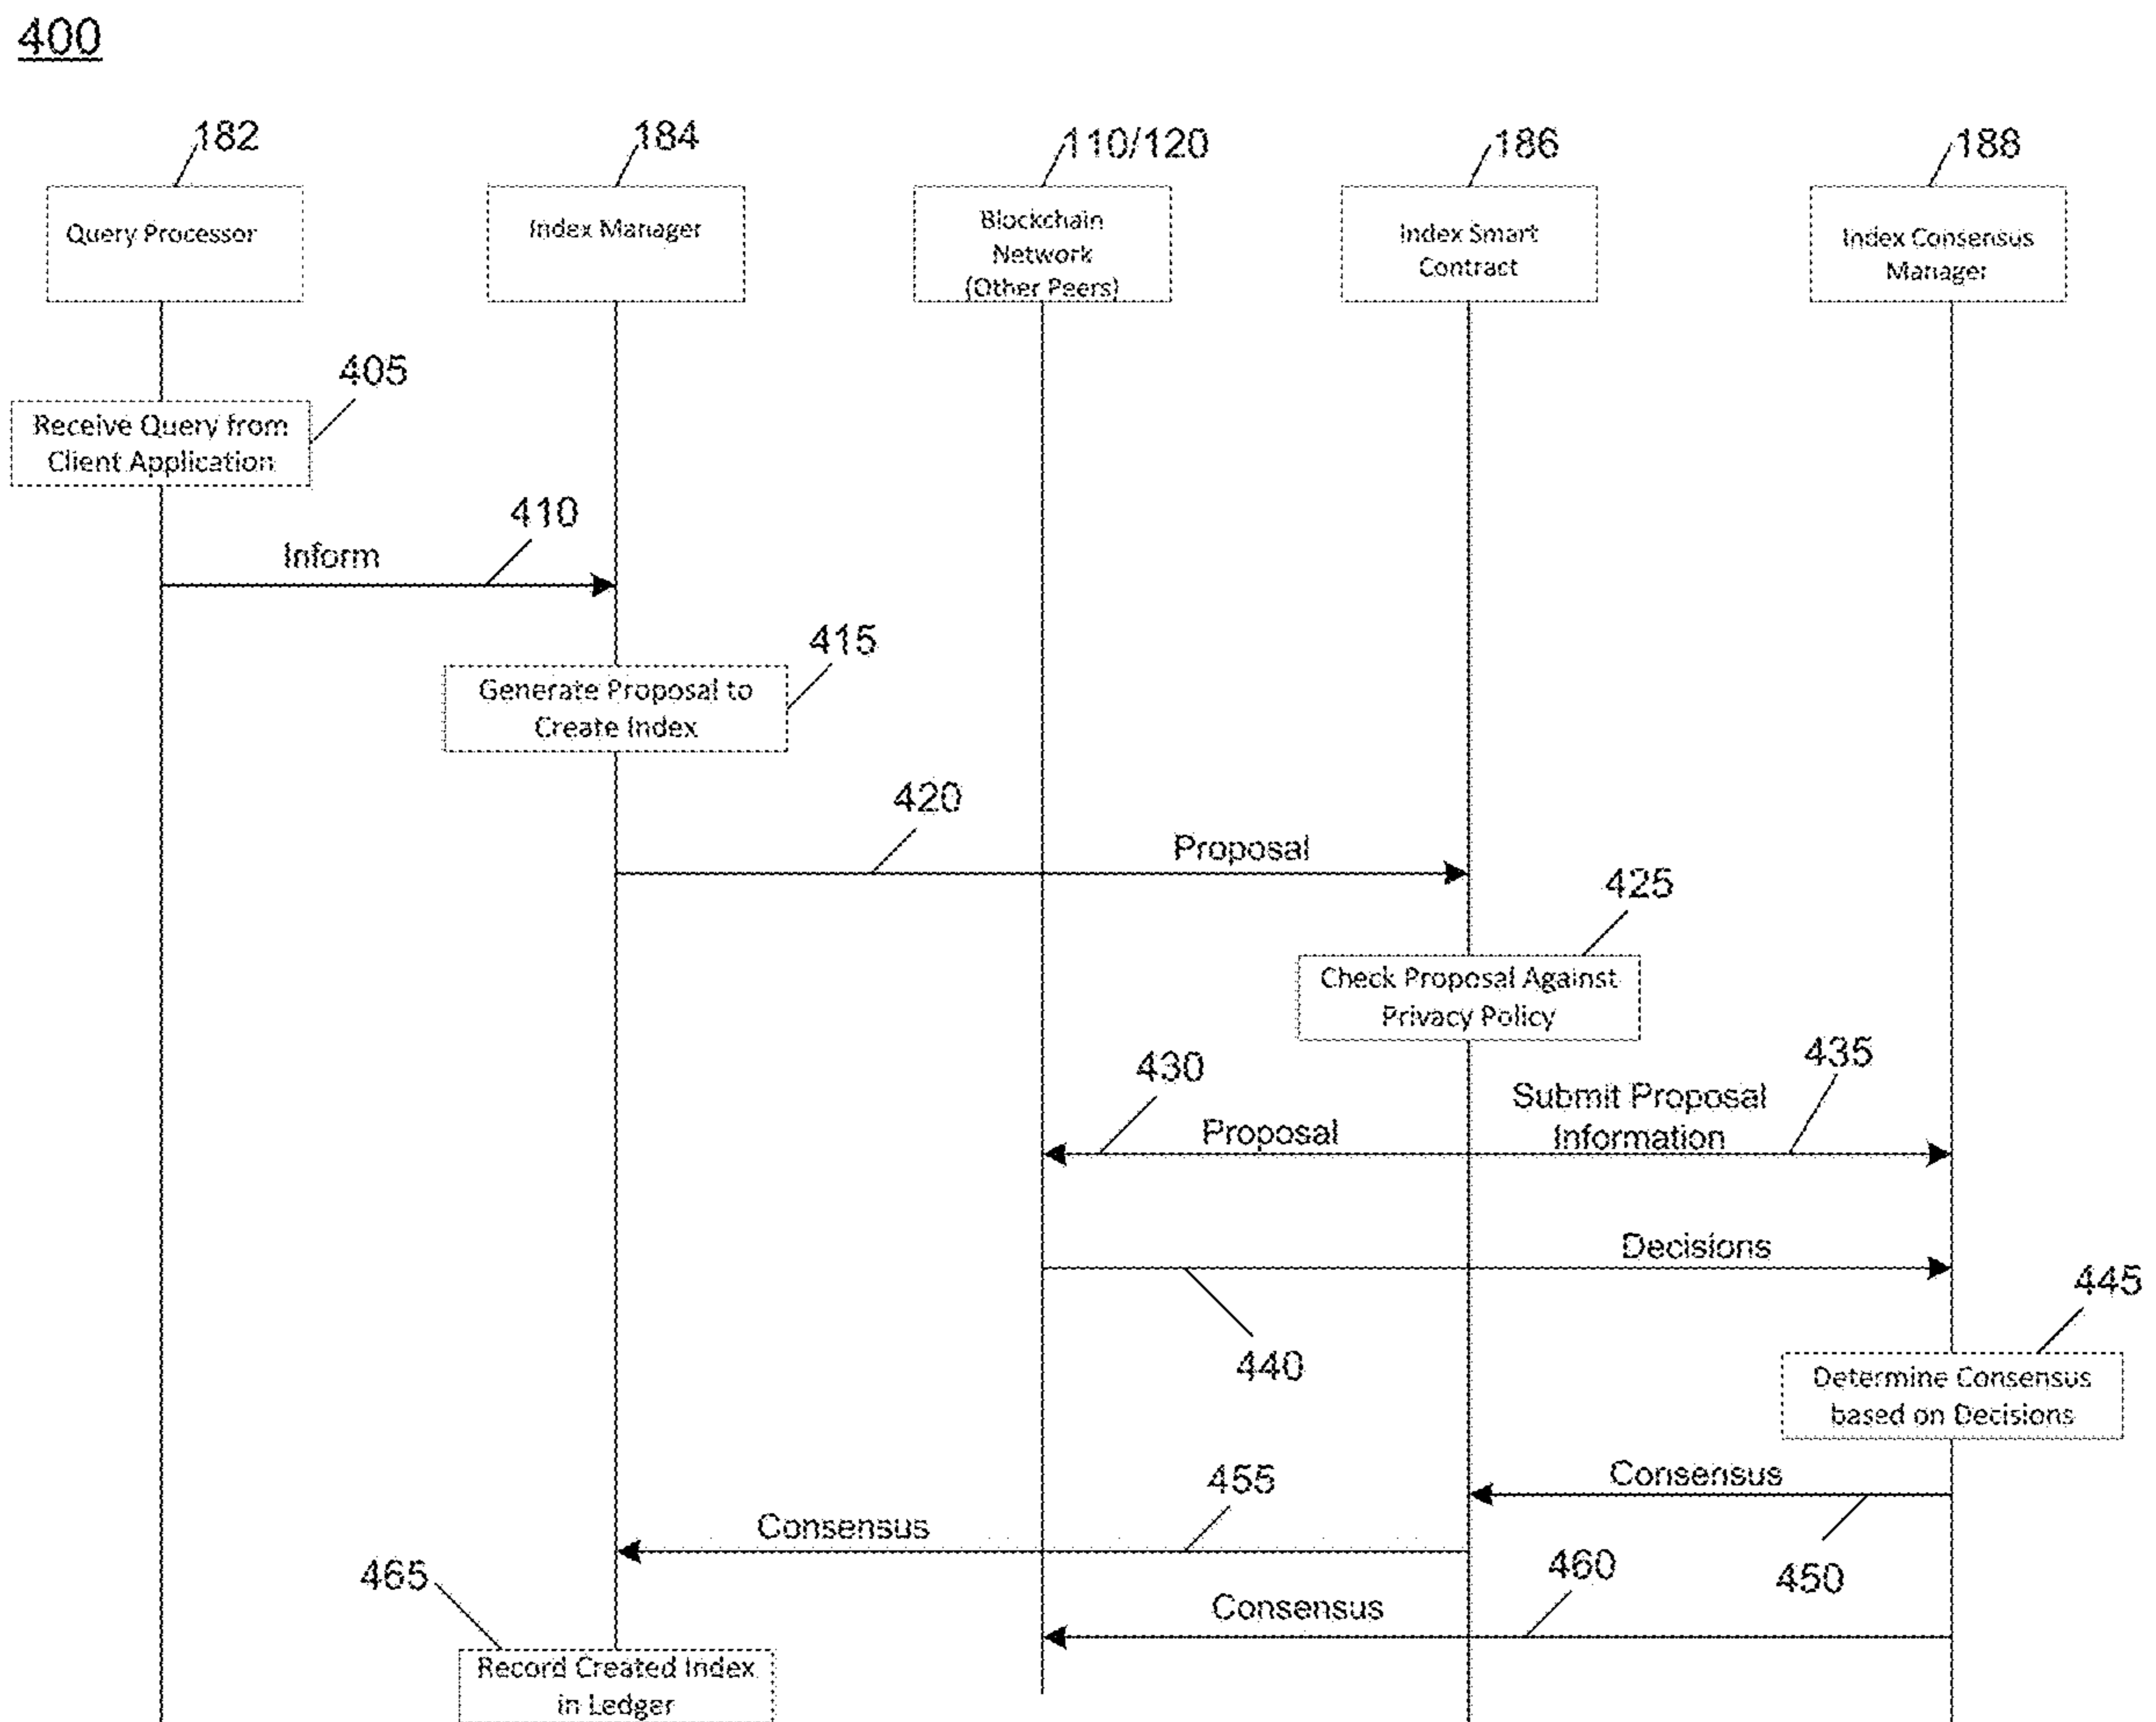 400
182
184
110/120
186
188
Query Processor
Index Manager
Blockchain
Network
(Other Peers)
Index Smart
Contract
Index Consensus
Manager
405
Receive Query from
Client Application
410
Inform
415
Generate Proposal to
Create Index
420
Proposal
425
Check Proposal Against
Privacy Policy
430
435
Proposal
Submit Proposal
Information
Decisions
440
445
Determine Consensus
based on Decisions
Consensus
450
455
Consensus
460
Consensus
465
Record Created Index
in Ledger